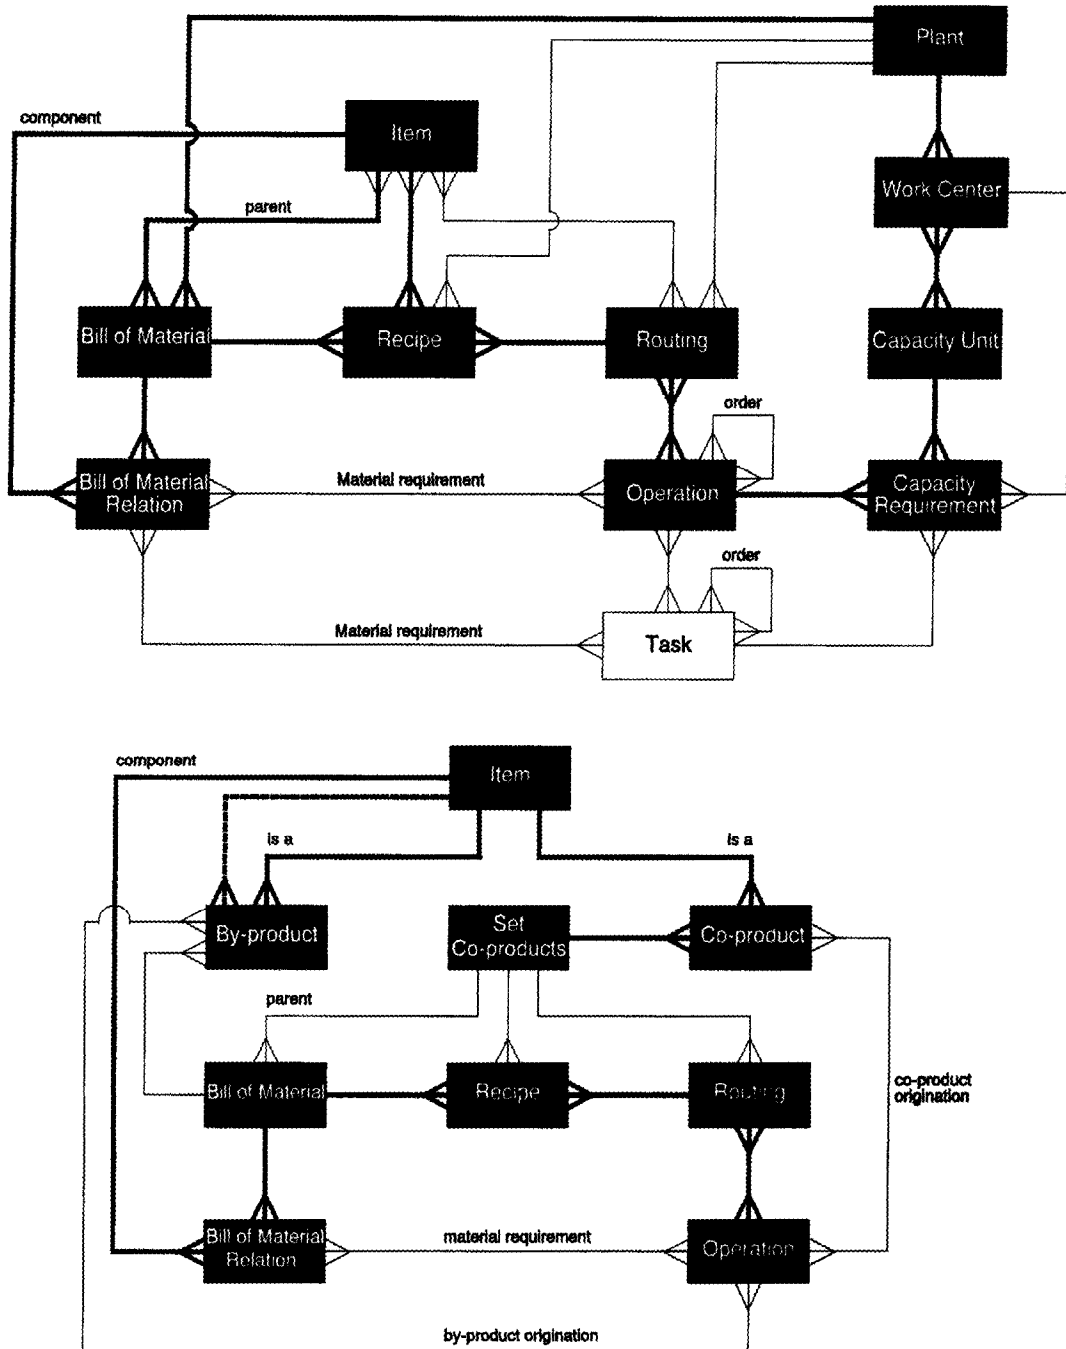 Plant
component
Item
Work Center
parent
Bill of Material
Recipe
Routing
Capacity Unit
order
Bill of Material
Relation
Material requirement
Operation
Capacity
Requirement
order
Material requirement
Task
component
Item
is a
is a
By-product
Set
Co-products
Co-product
parent
Bill of Material
Recipe
Routing
co-product
origination
Bill of Material
Relation
material requirement
Operation
by-product origination